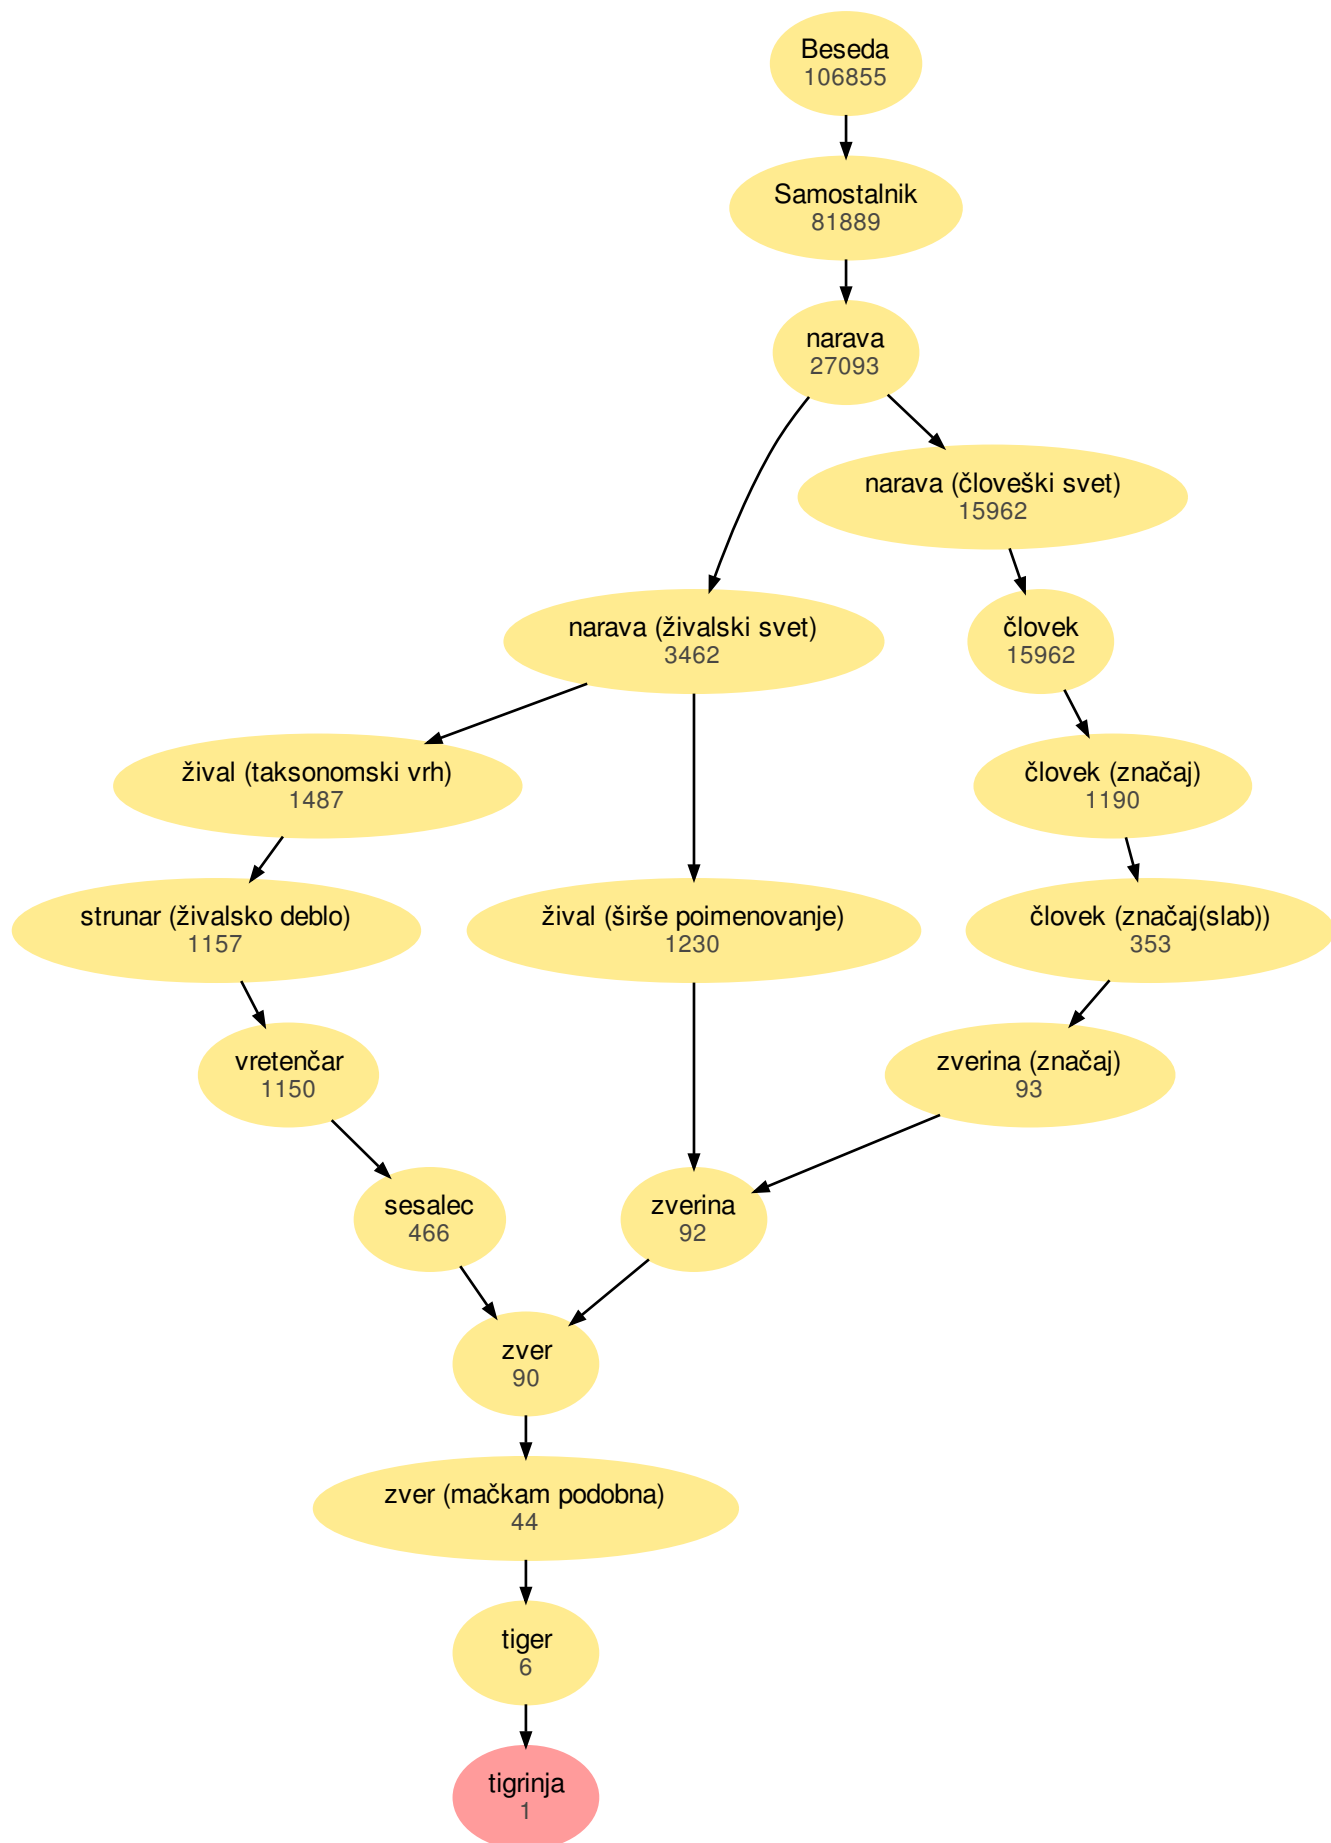 Beseda
106855
Samostalnik
81889
narava
27093
narava (človeški svet)
15962
narava (živalski svet)
3462
človek
15962
žival (taksonomski vrh)
1487
človek (značaj)
1190
strunar (živalsko deblo)
1157
žival (širše poimenovanje)
1230
človek (značaj(slab))
353
vretenčar
1150
zverina (značaj)
93
sesalec
466
zverina
92
zver
90
zver (mačkam podobna)
44
tiger
6
tigrinja
1